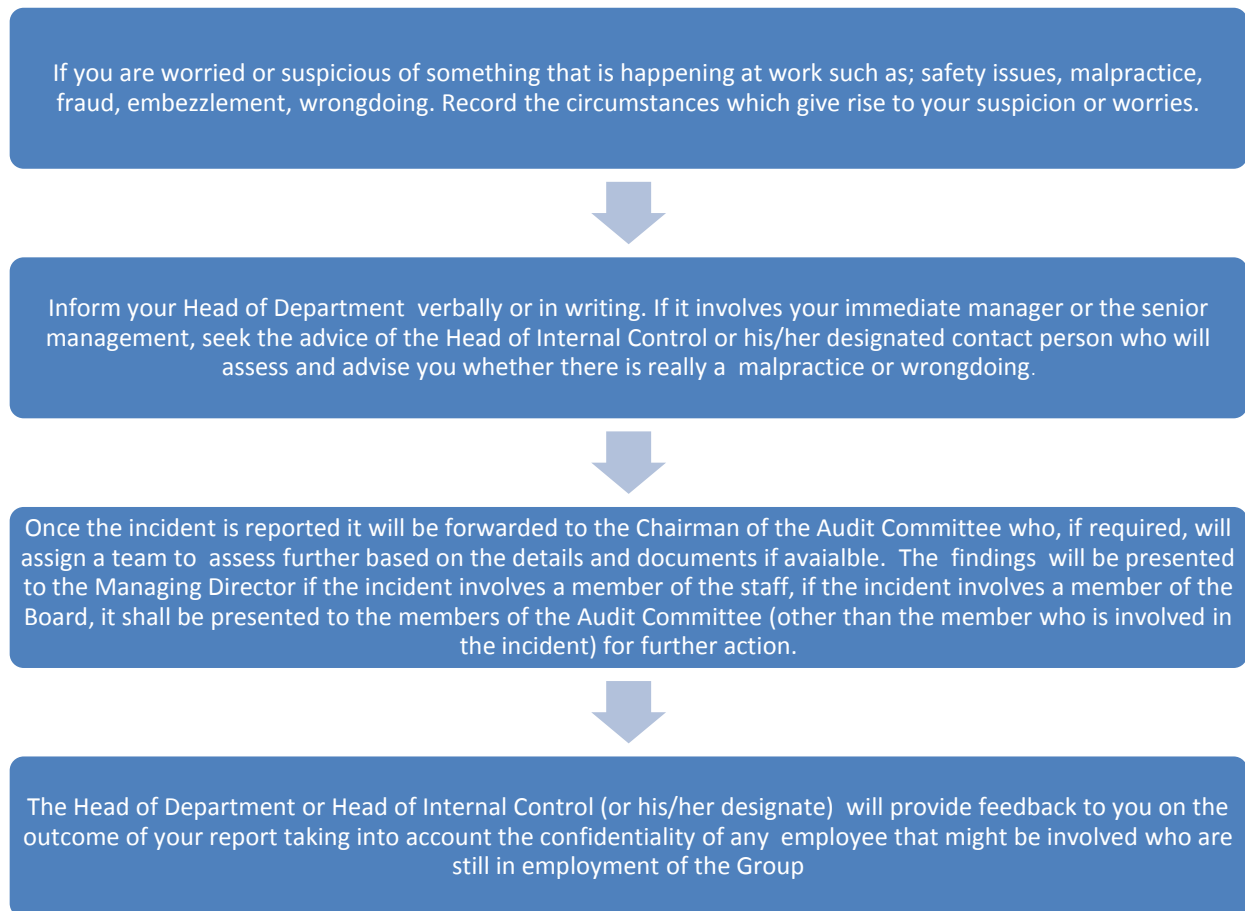 If you are worried or suspicious of something that is happening at work such as; safety issues, malpractice,
fraud, embezzlement, wrongdoing. Record the circumstances which give rise to your suspicion or worries.
Inform your Head of Department verbally or in writing. If it involves your immediate manager or the senior
management, seek the advice of the Head of Internal Control or his/her designated contact person who will
assess and advise you whether there is really a malpractice or wrongdoing.
Once the incident is reported it will be forwarded to the Chairman of the Audit Committee who, if required, will
assign a team to assess further based on the details and documents if avaialble. The findings will be presented
to the Managing Director if the incident involves a member of the staff, if the incident involves a member of the
Board, it shall be presented to the members of the Audit Committee (other than the member who is involved in
the incident) for further action.
The Head of Department or Head of Internal Control (or his/her designate) will provide feedback to you on the
outcome of your report taking into account the confidentiality of any employee that might be involved who are
still in employment of the Group